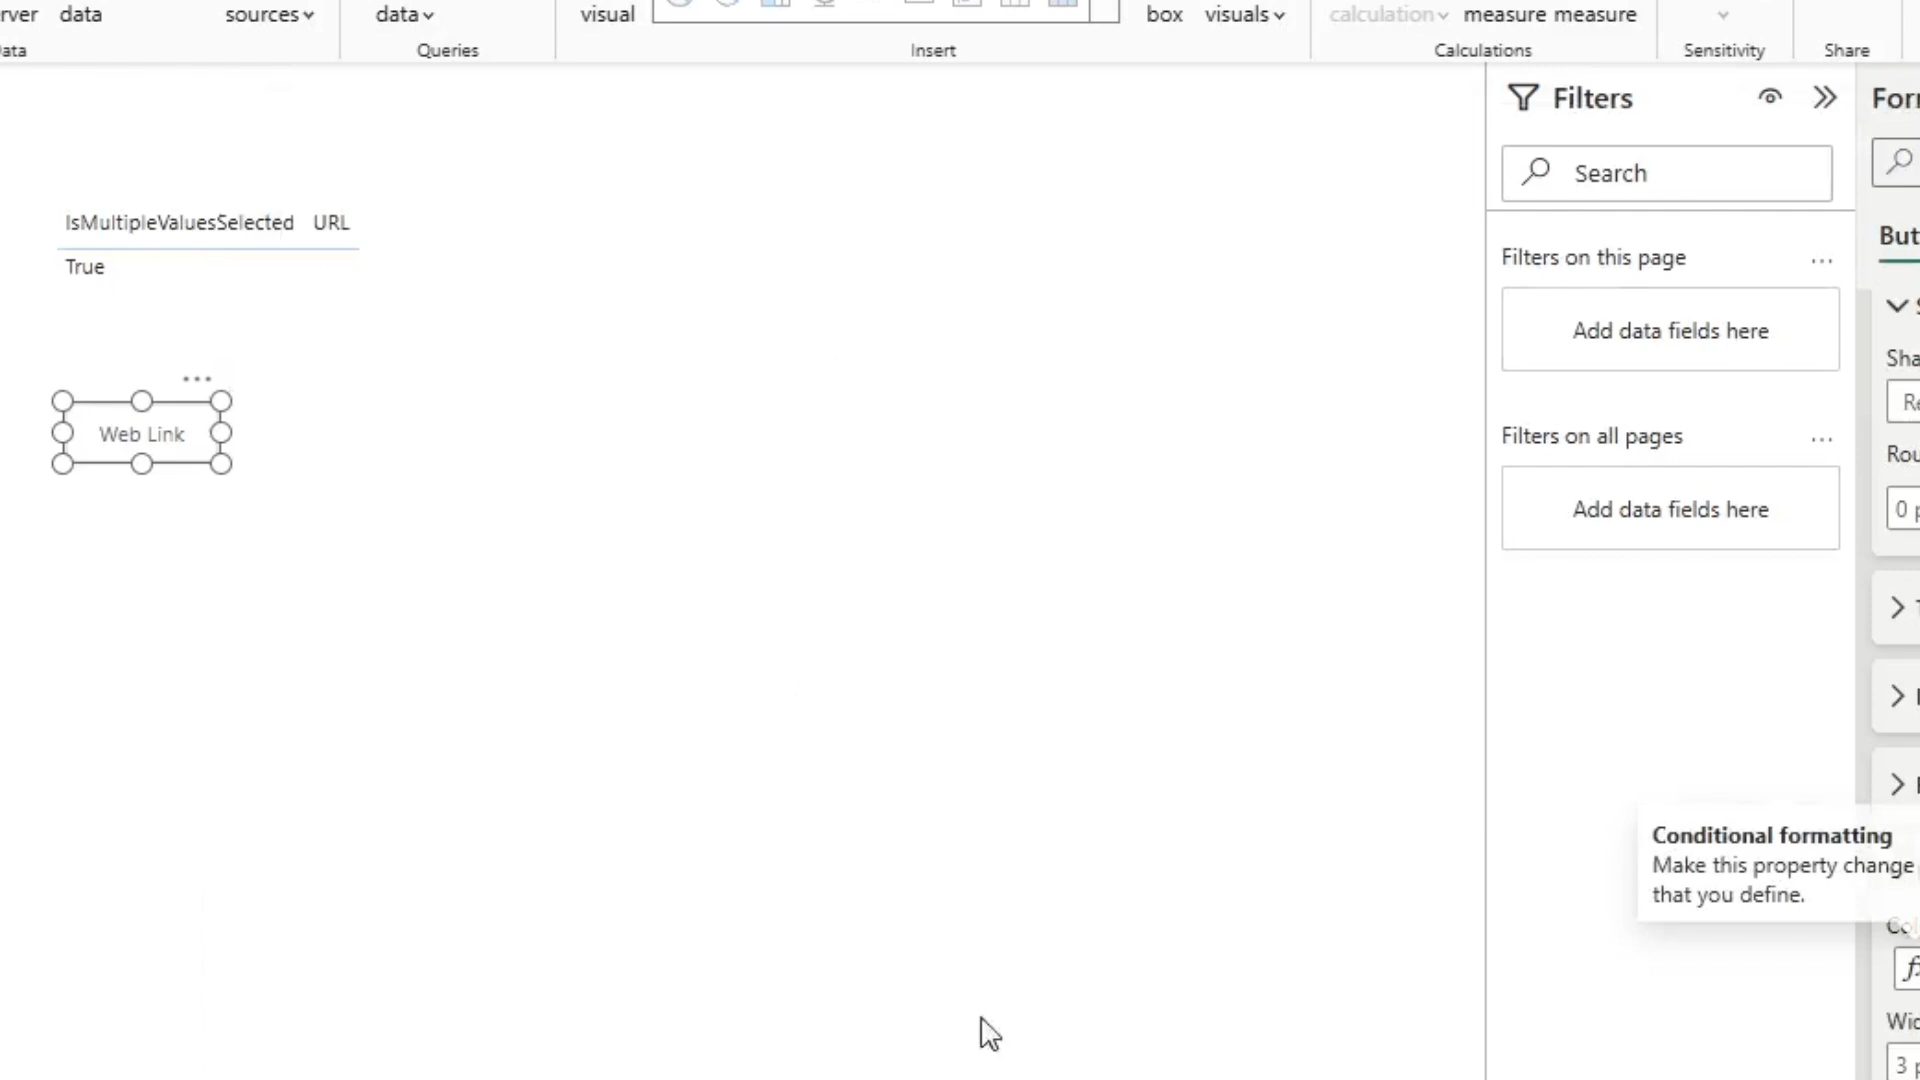 data
sources
data
visual
box
visuals
calculation
measure
measure
Queries
Insert
Calculations
Sensitivity
Share
Filters
Search
IsMultipleValuesSelected URL
True
Filters on this page
...
Add data fields here
Web Link
Filters on all pages
...
Add data fields here
Conditional formatting
Make this property change
that you define.
0
3